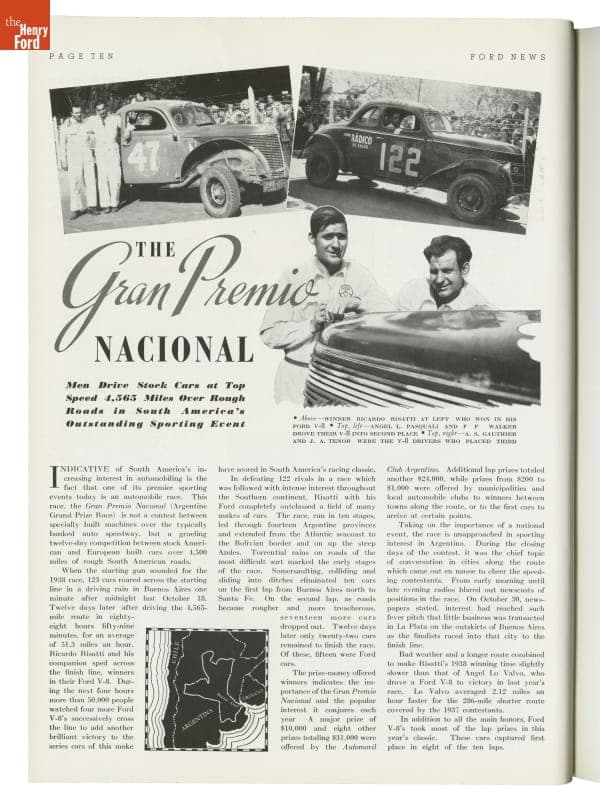 the
Henry
Ford
PAGE TEN
FORD NEWS
47
RADICO
122
THE
Gran Premio
NACIONAL
Men Drive Stock Cars at Top
Speed 4,565 Miles Over Rough
Roads in South America's
Outstanding Sporting Event
• Above—WINNER RICARDO RISATTI AT LEFT WHO WON IN HIS
FORD V-8 • Top, left—ANGEL L. PASQUALI AND F F WALKER
DROVE THEIR V-8 INTO SECOND PLACE • Top, right—A. S. GAUTHIER
AND J. A. TENOR WERE THE V-8 DRIVERS WHO PLACED THIRD
INDICATIVE of South America's in-
creasing interest in automobiling is the
fact that one of its premier sporting
events today is an automobile race. This
race, the Gran Premio Nacional (Argentine
Grand Prize Race) is not a contest between
specially built machines over the typically
banked auto speedway, but a grueling
twelve-day competition between stock Ameri-
can and European built cars over 4,500
miles of rough South American roads.
When the starting gun sounded for the
1938 race, 123 cars roared across the starting
line in a driving rain in Buenos Aires one
minute after midnight last October 18.
Twelve days later after driving the 4,565-
mile route in eighty-
eight hours fifty-nine
minutes, for an average
of 51.3 miles an hour,
Ricardo Risatti and his
companion sped across
the finish line, winners
in their Ford V-8. Dur-
ing the next four hours
more than 50,000 people
watched four more Ford
V-8's successively cross
the line to add another
brilliant victory to the
series cars of this make
CHILE
ARGENTINA
have scored in South America's racing classic.
In defeating 122 rivals in a race which
was followed with intense interest throughout
the Southern continent, Risatti with his
Ford completely outclassed a field of many
makes of cars. The race, run in ten stages,
led through fourteen Argentine provinces
and extended from the Atlantic seacoast to
the Bolivian border and on up the steep
Andes. Torrential rains on roads of the
most difficult sort marked the early stages
of the race. Somersaulting, colliding and
sliding into ditches eliminated ten cars
on the first lap from Buenos Aires north to
Santa Fe. On the second lap, as roads
became rougher and more treacherous,
seventeen more cars
dropped out. Twelve days
later only twenty-two cars
remained to finish the race.
Of these, fifteen were Ford
cars.
The prize-money offered
winners indicates the im-
portance of the Gran Premio
Nacional and the popular
interest it conjures each
year. A major prize of
$10,000 and eight other
prizes totaling $31,000 were
offered by the Automovil
Club Argentino. Additional lap prizes totaled
another $24,000, while prizes from $200 to
$1,000 were offered by municipalities and
local automobile clubs to winners between
towns along the route, or to the first cars to
arrive at certain points.
Taking on the importance of a national
event, the race is unapproached in sporting
interest in Argentina. During the closing
days of the contest, it was the chief topic
of conversation in cities along the route
which came out en masse to cheer the speed-
ing contestants. From early morning until
late evening radios blared out newscasts of
positions in the race. On October 30, news-
papers stated, interest had reached such
fever pitch that little business was transacted
in La Plata on the outskirts of Buenos Aires
as the finalists raced into that city to the
finish line.
Bad weather and a longer route combined
to make Risatti's 1938 winning time slightly
slower than that of Angel Lo Valvo, who
drove a Ford V-8 to victory in last year's
race. Lo Valvo averaged 2.12 miles an
hour faster for the 286-mile shorter route
covered by the 1937 contestants.
In addition to all the main honors, Ford
V-8's took most of the lap prizes in this
year's classic. These cars captured first
place in eight of the ten laps.